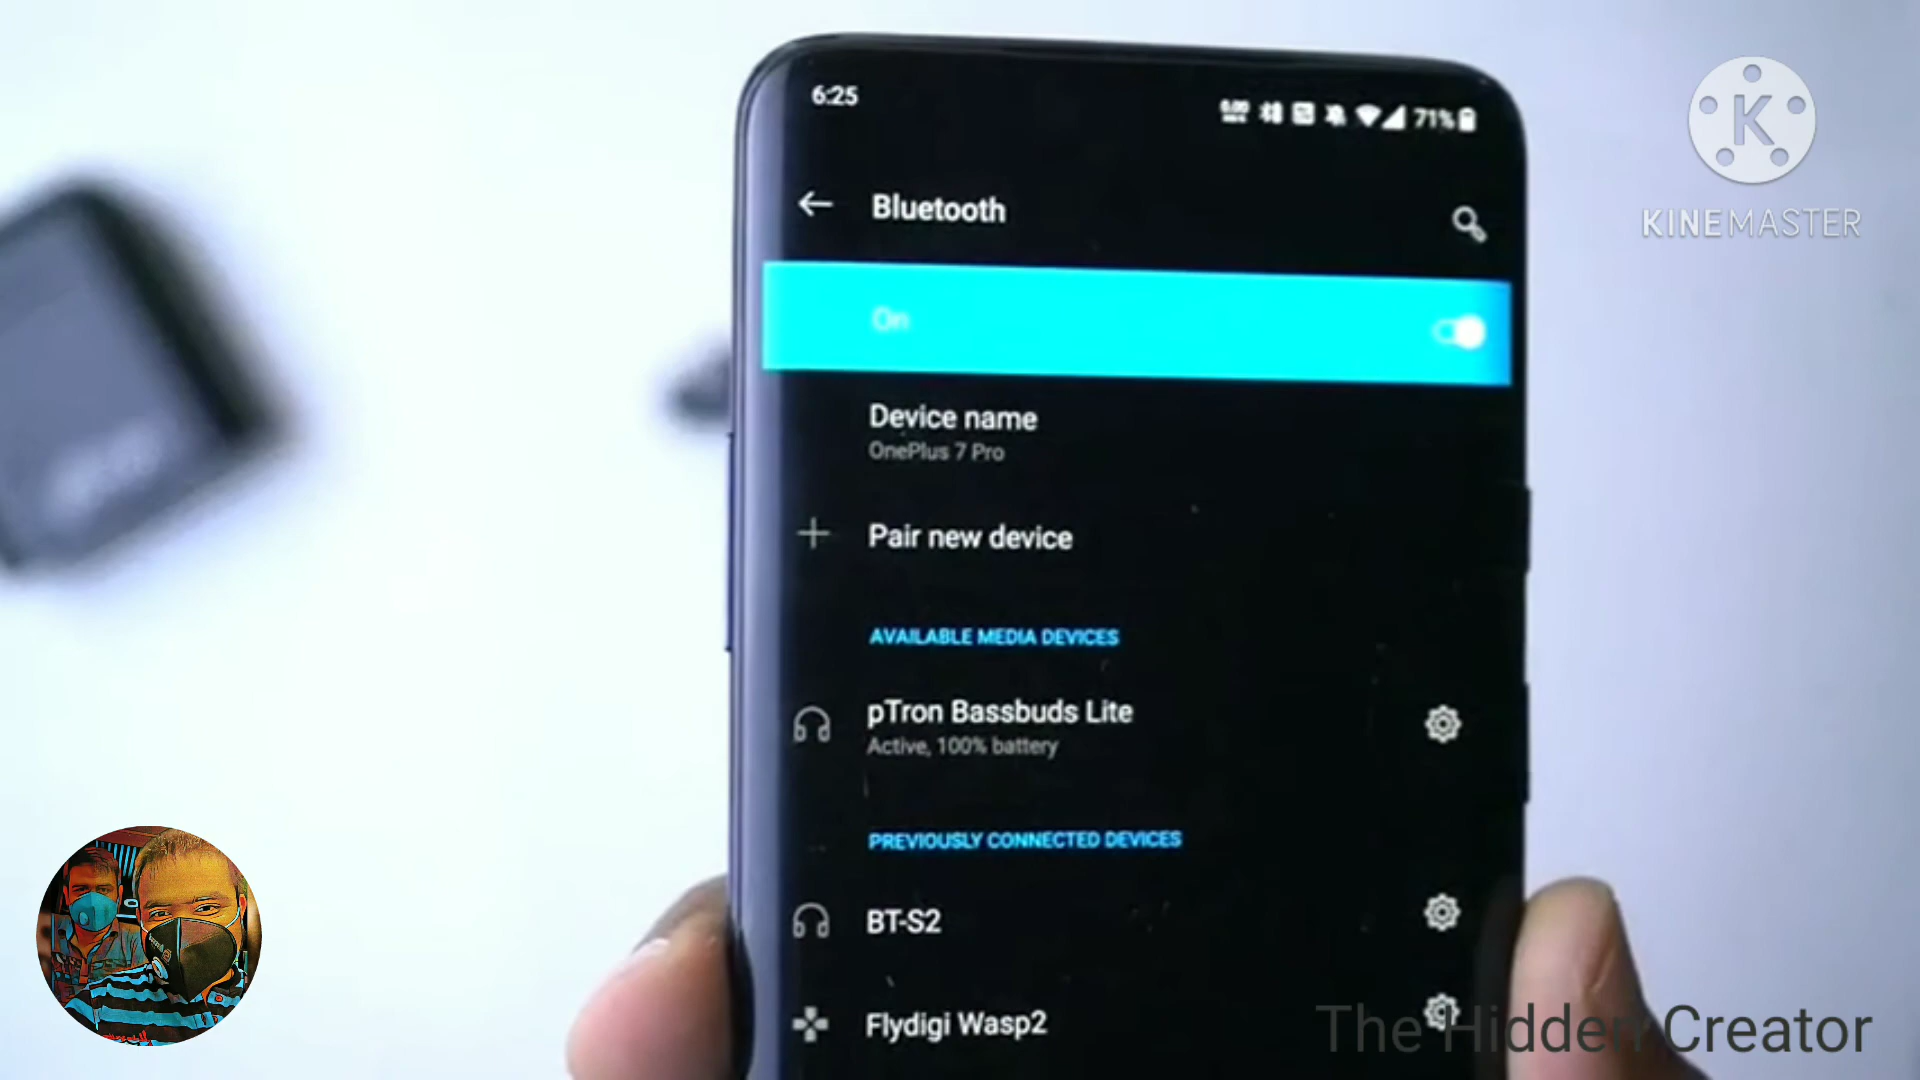 6:25
71%
KINEMASTER
Bluetooth
On
Device name
OnePlus 7 Pro
Pair new device
AVAILABLE MEDIA DEVICES
pTron Bassbuds Lite
Active, 100% battery
PREVIOUSLY CONNECTED DEVICES
BT-S2
Flydigi Wasp2
The Hidden Creator